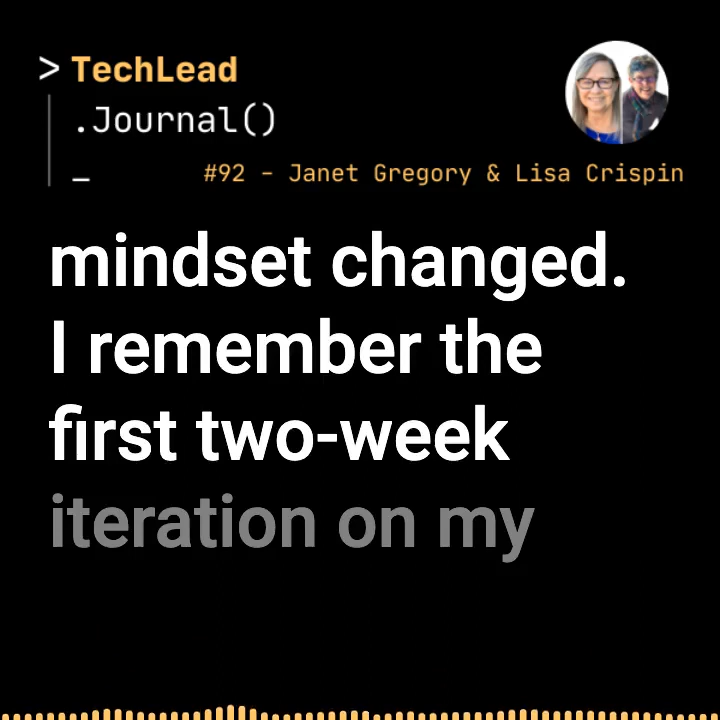 > TechLead
.Journal()
_
#92 - Janet Gregory & Lisa Crispin
mindset changed.
I remember the
first two-week
iteration on my